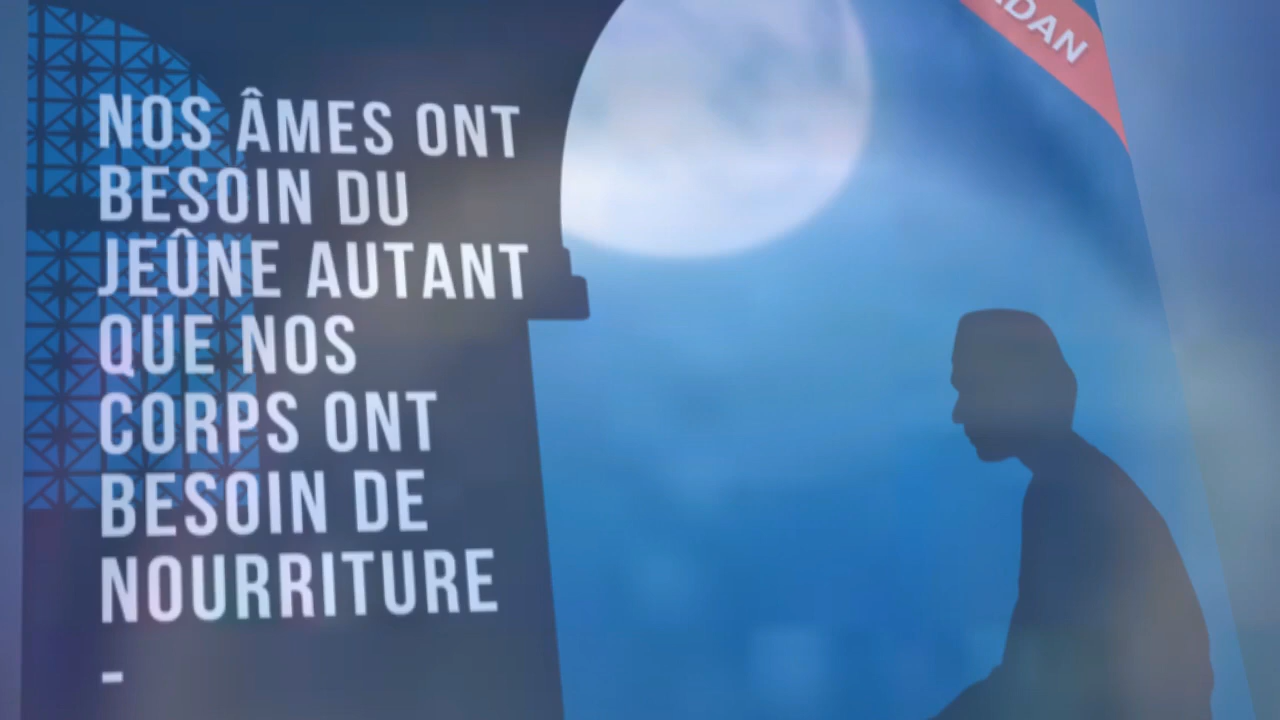 NOS ÂMES ONT
BESOIN DU
JEÛNE AUTANT
QUE NOS
CORPS ONT
BESOIN DE
NOURRITURE
-